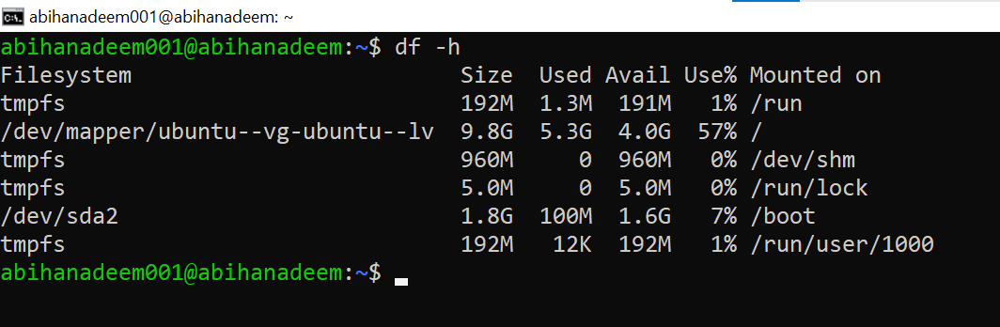 abihanadeem001@abihanadeem: ~
abihanadeem001@abihanadeem:~$ df -h
Filesystem                         Size  Used Avail Use% Mounted on
tmpfs                              192M  1.3M  191M   1% /run
/dev/mapper/ubuntu--vg-ubuntu--lv  9.8G  5.3G  4.0G  57% /
tmpfs                              960M     0  960M   0% /dev/shm
tmpfs                              5.0M     0  5.0M   0% /run/lock
/dev/sda2                          1.8G  100M  1.6G   7% /boot
tmpfs                              192M   12K  192M   1% /run/user/1000
abihanadeem001@abihanadeem:~$